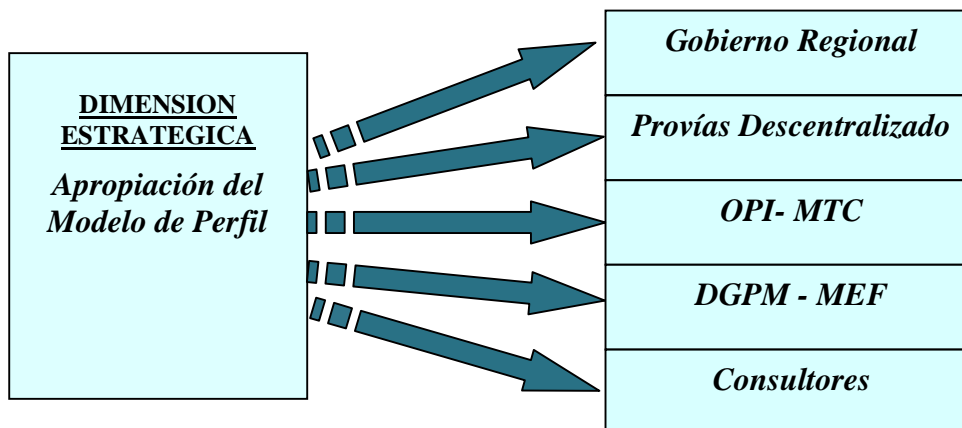 DIMENSION
ESTRATEGICA
Apropiación del
Modelo de Perfil
Gobierno Regional
Provías Descentralizado
OPI- MTC
DGPM - MEF
Consultores